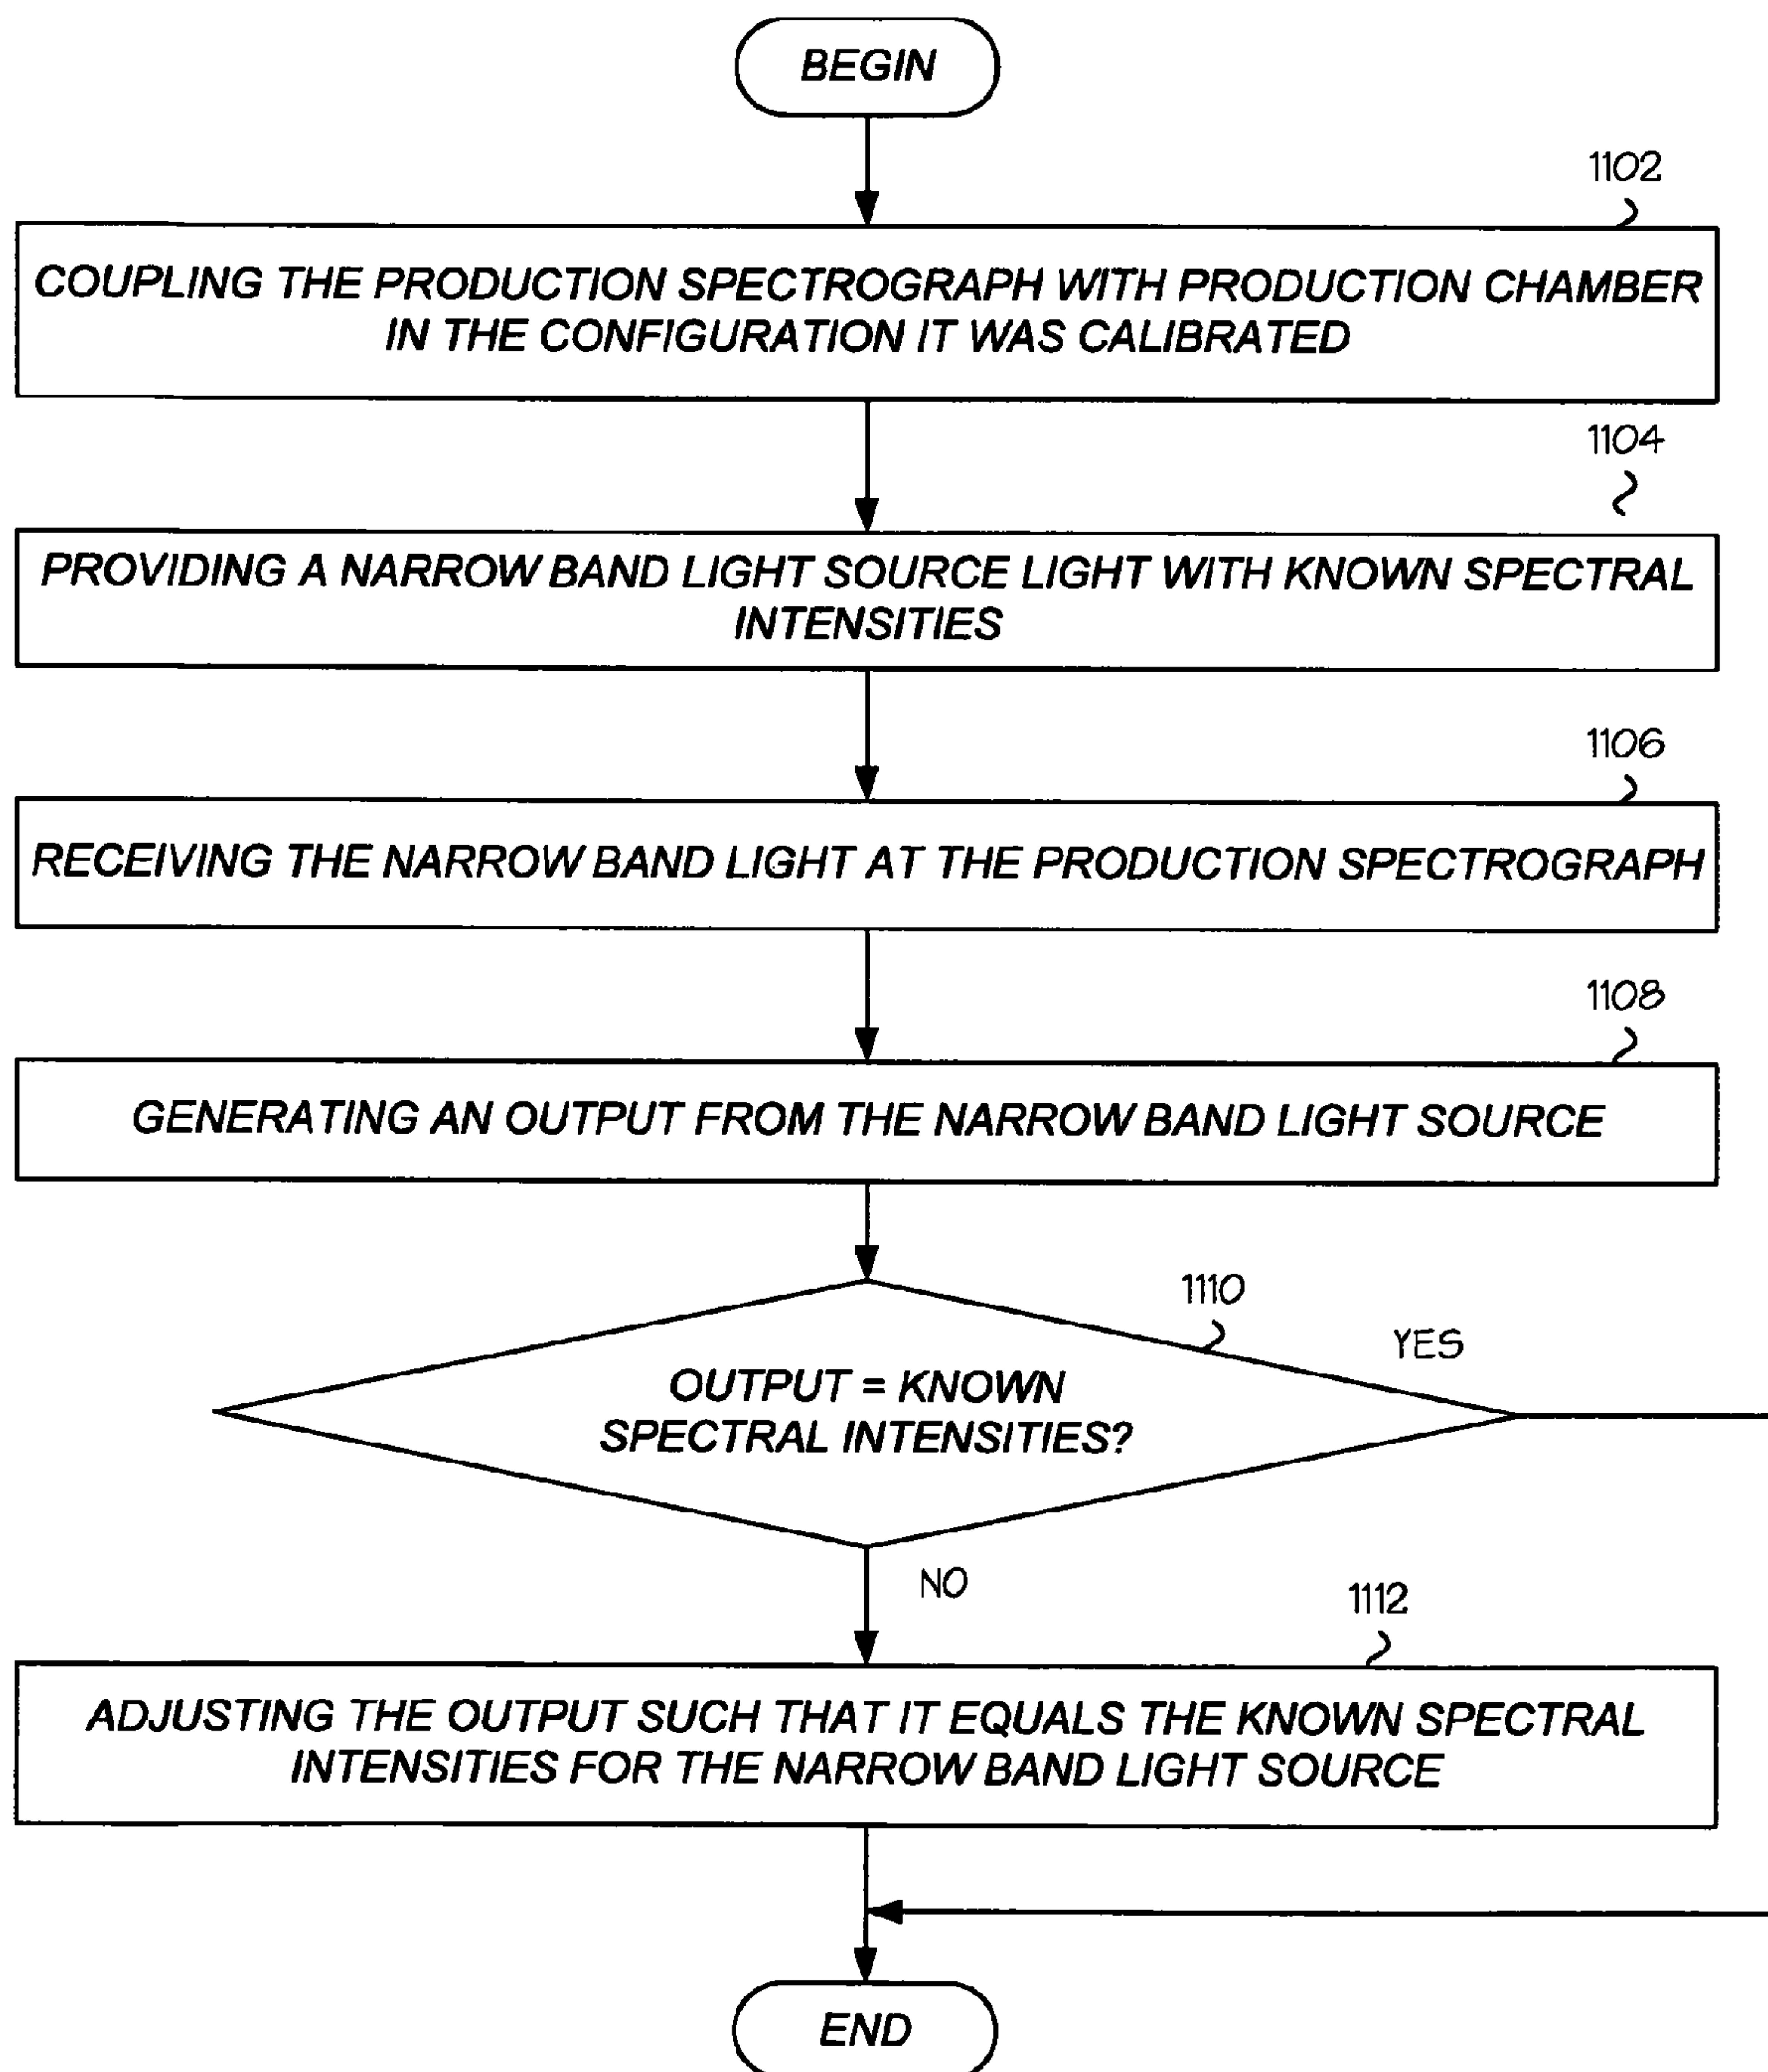 BEGIN
1102
COUPLING THE PRODUCTION SPECTROGRAPH WITH PRODUCTION CHAMBER
IN THE CONFIGURATION IT WAS CALIBRATED
1104
PROVIDING A NARROW BAND LIGHT SOURCE LIGHT WITH KNOWN SPECTRAL
INTENSITIES
1106
RECEIVING THE NARROW BAND LIGHT AT THE PRODUCTION SPECTROGRAPH
1108
GENERATING AN OUTPUT FROM THE NARROW BAND LIGHT SOURCE
1110
YES
OUTPUT = KNOWN
SPECTRAL INTENSITIES?
NO
1112
ADJUSTING THE OUTPUT SUCH THAT IT EQUALS THE KNOWN SPECTRAL
INTENSITIES FOR THE NARROW BAND LIGHT SOURCE
END